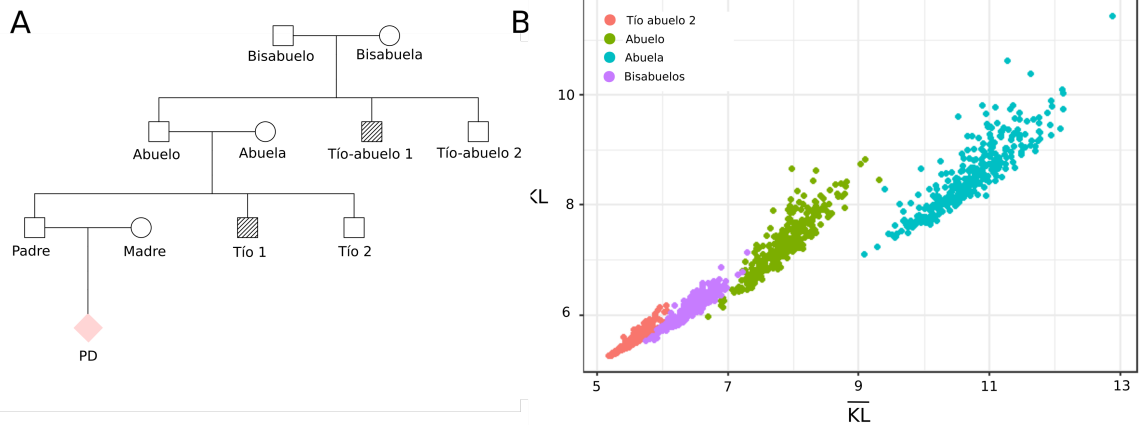 A
Bisabuelo
Bisabuela
Abuelo
Abuela
Tío-abuelo 1
Tío-abuelo 2
Padre
Madre
Tío 1
Tío 2
PD
B
Tío abuelo 2
Abuelo
Abuela
Bisabuelos
10
8
6
KL
5
7
9
11
13
KL